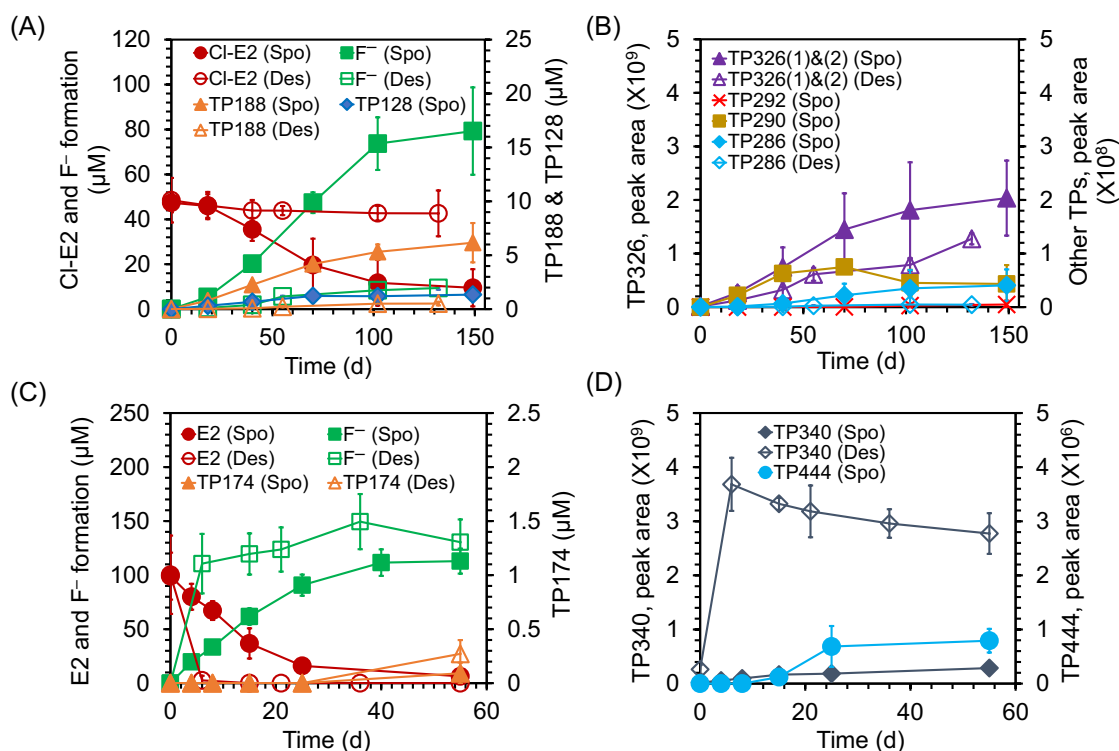 (A)
Cl-E2 (Spo)
F⁻ (Spo)
Cl-E2 (Des)
F⁻ (Des)
TP188 (Spo)
TP128 (Spo)
TP188 (Des)
120
100
80
60
40
20
0
25
20
15
10
5
0
0
50
100
150
Cl-E2 and F⁻ formation
(µM)
TP188 & TP128 (µM)
Time (d)
(B)
TP326(1)&(2) (Spo)
TP326(1)&(2) (Des)
TP292 (Spo)
TP290 (Spo)
TP286 (Spo)
TP286 (Des)
5
4
3
2
1
0
5
4
3
2
1
0
0
50
100
150
TP326, peak area (X10⁹)
Other TPs, peak area
(X10⁸)
Time (d)
(C)
E2 (Spo)
F⁻ (Spo)
E2 (Des)
F⁻ (Des)
TP174 (Spo)
TP174 (Des)
250
200
150
100
50
0
2.5
2
1.5
1
0.5
0
0
20
40
60
E2 and F⁻ formation (µM)
TP174 (µM)
Time (d)
(D)
TP340 (Spo)
TP340 (Des)
TP444 (Spo)
5
4
3
2
1
0
5
4
3
2
1
0
0
20
40
60
TP340, peak area (X10⁹)
TP444, peak area (X10⁶)
Time (d)